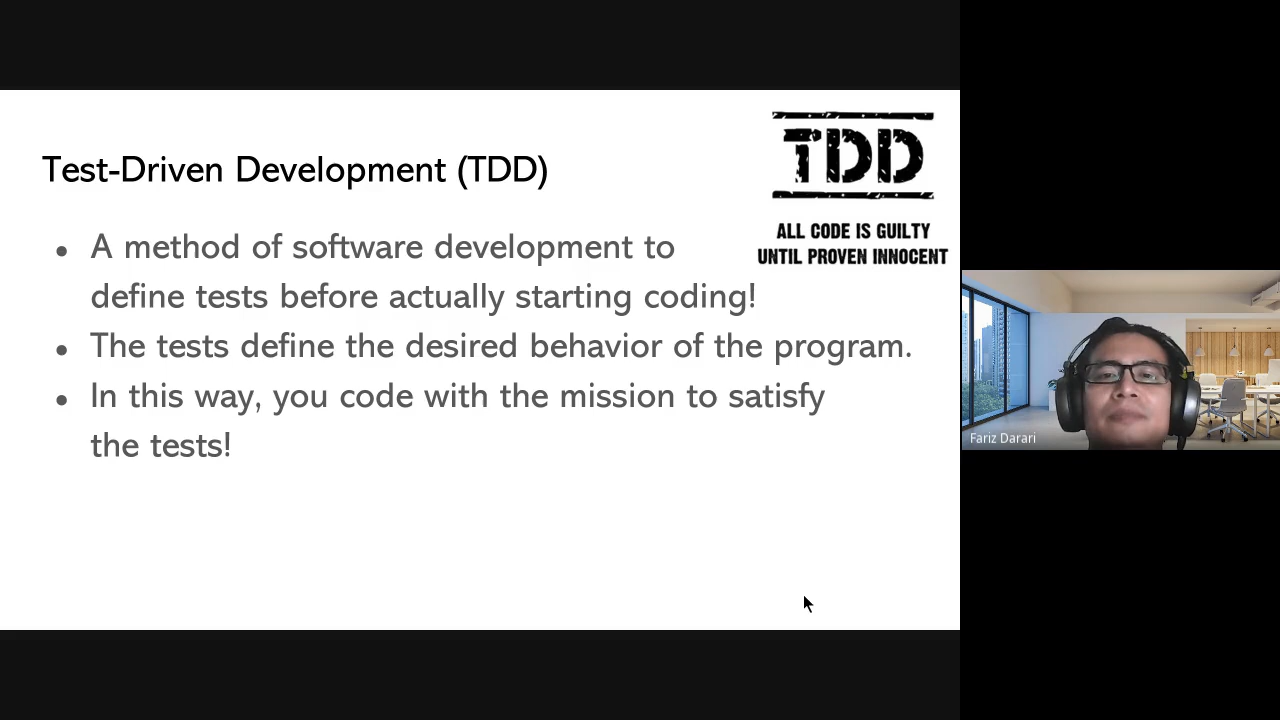 Test-Driven Development (TDD)
TDD
ALL CODE IS GUILTY
UNTIL PROVEN INNOCENT
● A method of software development to
define tests before actually starting coding!
● The tests define the desired behavior of the program.
● In this way, you code with the mission to satisfy
the tests!
Fariz Darari